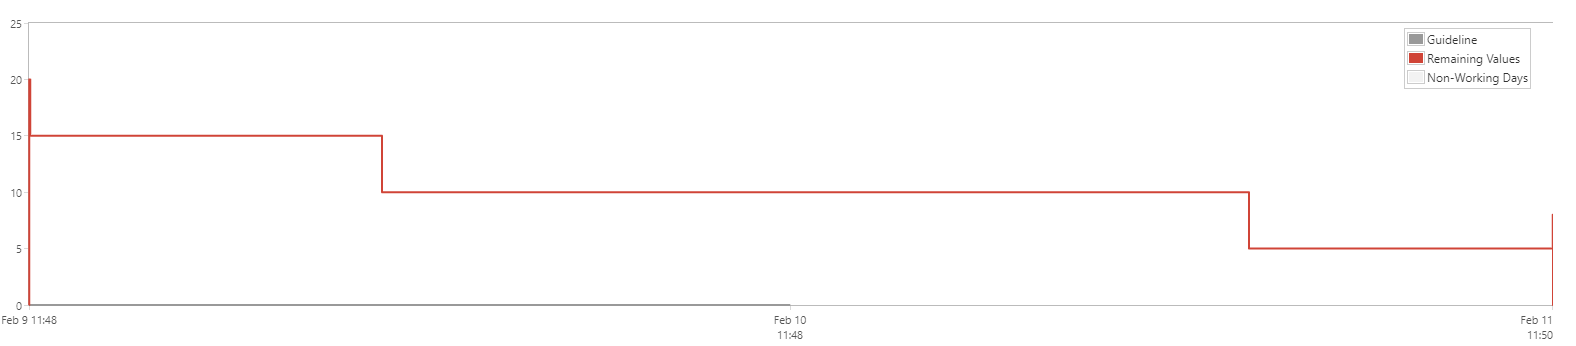 25
20
15
10
5
0
Guideline
Remaining Values
Non-Working Days
Feb 9 11:48
Feb 10
11:48
Feb 11
11:50